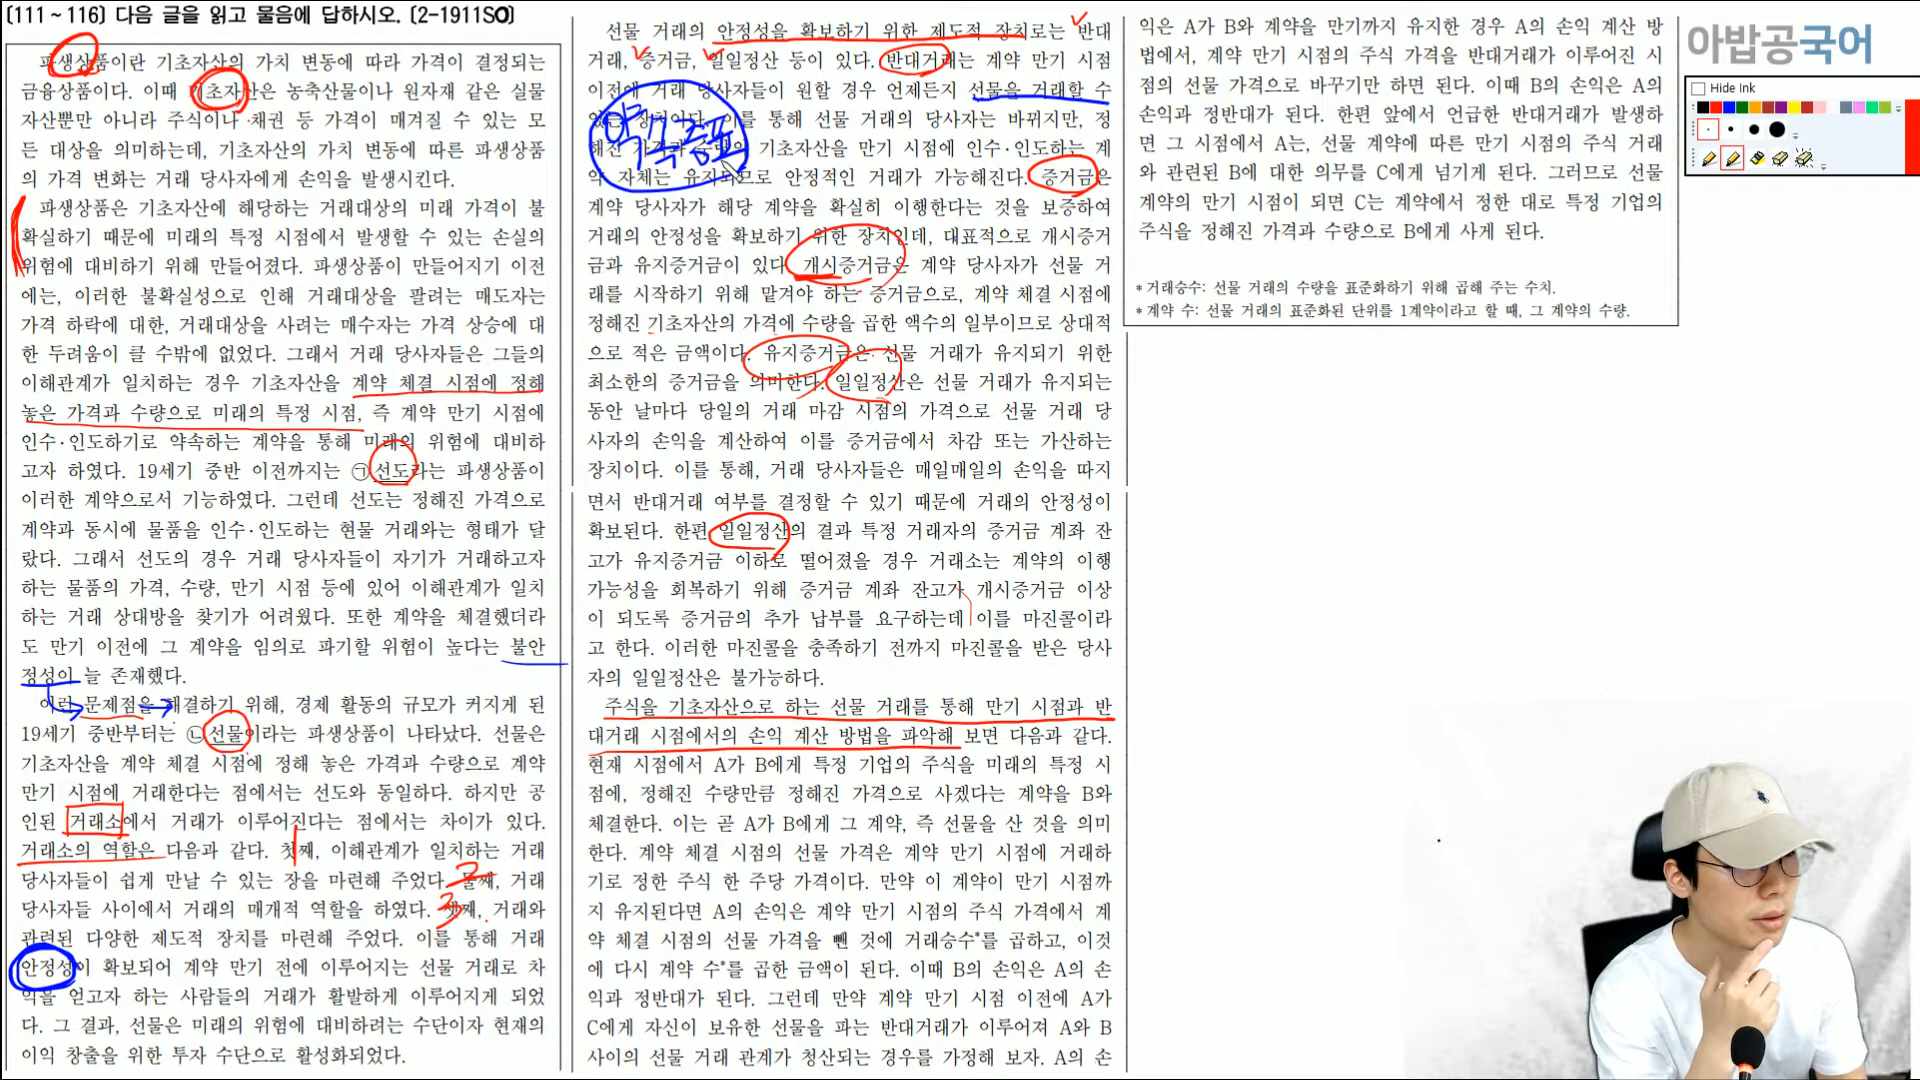 [111 ~ 116] 다음 글을 읽고 물음에 답하시오. [2-1911SO]
파생상품이란 기초자산의 가치 변동에 따라 가격이 결정되는
금융상품이다. 이때 기초자산은 농축산물이나 원자재 같은 실물
자산뿐만 아니라 주식이나 채권 등 가격이 매겨질 수 있는 모
든 대상을 의미하는데, 기초자산의 가치 변동에 따른 파생상품
의 가격 변화는 거래 당사자에게 손익을 발생시킨다.
파생상품은 기초자산에 해당하는 거래대상의 미래 가격이 불
확실하기 때문에 미래의 특정 시점에서 발생할 수 있는 손실의
위험에 대비하기 위해 만들어졌다. 파생상품이 만들어지기 이전
에는, 이러한 불확실성으로 인해 거래대상을 팔려는 매도자는
가격 하락에 대한, 거래대상을 사려는 매수자는 가격 상승에 대
한 두려움이 클 수밖에 없었다. 그래서 거래 당사자들은 그들의
이해관계가 일치하는 경우 기초자산을 계약 체결 시점에 정해
놓은 가격과 수량으로 미래의 특정 시점, 즉 계약 만기 시점에
인수·인도하기로 약속하는 계약을 통해 미래의 위험에 대비하
고자 하였다. 19세기 중반 이전까지는 ㉠선도라는 파생상품이
이러한 계약으로서 기능하였다. 그런데 선도는 정해진 가격으로
계약과 동시에 물품을 인수·인도하는 현물 거래와는 형태가 달
랐다. 그래서 선도의 경우 거래 당사자들이 자기가 거래하고자
하는 물품의 가격, 수량, 만기 시점 등에 있어 이해관계가 일치
하는 거래 상대방을 찾기가 어려웠다. 또한 계약을 체결했더라
도 만기 이전에 그 계약을 임의로 파기할 위험이 높다는 불안
정성이 늘 존재했다.
이런 문제점을 해결하기 위해, 경제 활동의 규모가 커지게 된
19세기 중반부터는 ㉡선물이라는 파생상품이 나타났다. 선물은
기초자산을 계약 체결 시점에 정해 놓은 가격과 수량으로 계약
만기 시점에 거래한다는 점에서는 선도와 동일하다. 하지만 공
인된 거래소에서 거래가 이루어진다는 점에서는 차이가 있다.
거래소의 역할은 다음과 같다. 첫째, 이해관계가 일치하는 거래
당사자들이 쉽게 만날 수 있는 장을 마련해 주었다. 둘째, 거래
당사자들 사이에서 거래의 매개적 역할을 하였다. 셋째, 거래와
관련된 다양한 제도적 장치를 마련해 주었다. 이를 통해 거래
안정성이 확보되어 계약 만기 전에 이루어지는 선물 거래로 차
익을 얻고자 하는 사람들의 거래가 활발하게 이루어지게 되었
다. 그 결과, 선물은 미래의 위험에 대비하려는 수단이자 현재의
이익 창출을 위한 투자 수단으로 활성화되었다.
1
2
3
선물 거래의 안정성을 확보하기 위한 제도적 장치로는 반대
거래, 증거금, 일일정산 등이 있다. 반대거래는 계약 만기 시점
이전에 거래 당사자들이 원할 경우 언제든지 선물을 거래할 수
있는 장치이다. 이를 통해 선물 거래의 당사자는 바뀌지만, 정
해진 가격과 수량의 기초자산을 만기 시점에 인수·인도하는 계
약 자체는 유지되므로 안정적인 거래가 가능해진다. 증거금은
계약 당사자가 해당 계약을 확실히 이행한다는 것을 보증하여
거래의 안정성을 확보하기 위한 장치인데, 대표적으로 개시증거
금과 유지증거금이 있다. 개시증거금은 계약 당사자가 선물 거
래를 시작하기 위해 맡겨야 하는 증거금으로, 계약 체결 시점에
정해진 기초자산의 가격에 수량을 곱한 액수의 일부이므로 상대적
으로 적은 금액이다. 유지증거금은 선물 거래가 유지되기 위한
최소한의 증거금을 의미한다. 일일정산은 선물 거래가 유지되는
동안 날마다 당일의 거래 마감 시점의 가격으로 선물 거래 당
사자의 손익을 계산하여 이를 증거금에서 차감 또는 가산하는
장치이다. 이를 통해, 거래 당사자들은 매일매일의 손익을 따지
면서 반대거래 여부를 결정할 수 있기 때문에 거래의 안정성이
확보된다. 한편 일일정산의 결과 특정 거래자의 증거금 계좌 잔
고가 유지증거금 이하로 떨어졌을 경우 거래소는 계약의 이행
가능성을 회복하기 위해 증거금 계좌 잔고가 개시증거금 이상
이 되도록 증거금의 추가 납부를 요구하는데 이를 마진콜이라
고 한다. 이러한 마진콜을 충족하기 전까지 마진콜을 받은 당사
자의 일일정산은 불가능하다.
주식을 기초자산으로 하는 선물 거래를 통해 만기 시점과 반
대거래 시점에서의 손익 계산 방법을 파악해 보면 다음과 같다.
현재 시점에서 A가 B에게 특정 기업의 주식을 미래의 특정 시
점에, 정해진 수량만큼 정해진 가격으로 사겠다는 계약을 B와
체결한다. 이는 곧 A가 B에게 그 계약, 즉 선물을 산 것을 의미
한다. 계약 체결 시점의 선물 가격은 계약 만기 시점에 거래하
기로 정한 주식 한 주당 가격이다. 만약 이 계약이 만기 시점까
지 유지된다면 A의 손익은 계약 만기 시점의 주식 가격에서 계
약 체결 시점의 선물 가격을 뺀 것에 거래승수*를 곱하고, 이것
에 다시 계약 수*를 곱한 금액이 된다. 이때 B의 손익은 A의 손
익과 정반대가 된다. 그런데 만약 계약 만기 시점 이전에 A가
C에게 자신이 보유한 선물을 파는 반대거래가 이루어져 A와 B
사이의 선물 거래 관계가 청산되는 경우를 가정해 보자. A의 손
익은 A가 B와 계약을 만기까지 유지한 경우 A의 손익 계산 방
법에서, 계약 만기 시점의 주식 가격을 반대거래가 이루어진 시
점의 선물 가격으로 바꾸기만 하면 된다. 이때 B의 손익은 A의
손익과 정반대가 된다. 한편 앞에서 언급한 반대거래가 발생하
면 그 시점에서 A는, 선물 계약에 따른 만기 시점의 주식 거래
와 관련된 B에 대한 의무를 C에게 넘기게 된다. 그러므로 선물
계약의 만기 시점이 되면 C는 계약에서 정한 대로 특정 기업의
주식을 정해진 가격과 수량으로 B에게 사게 된다.
* 거래승수: 선물 거래의 수량을 표준화하기 위해 곱해 주는 수치.
* 계약 수: 선물 거래의 표준화된 단위를 1계약이라고 할 때, 그 계약의 수량.
아밥공국어
Hide Ink